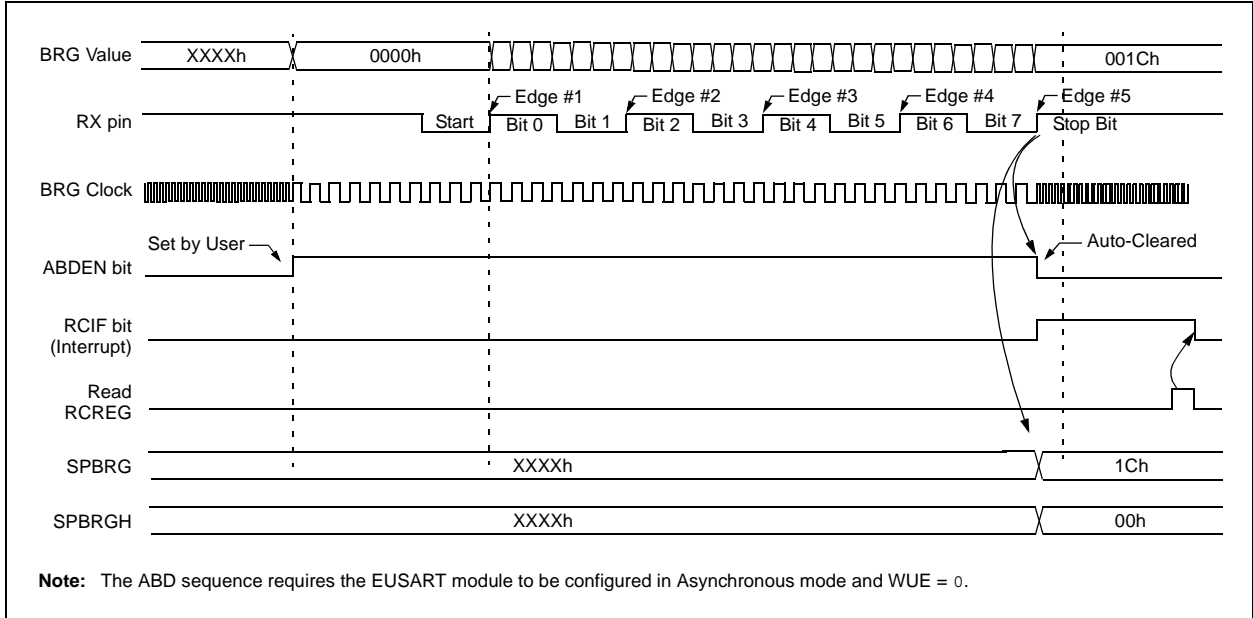 BRG Value XXXXh 0000h 001Ch
Edge #1 Edge #2 Edge #3 Edge #4 Edge #5
RX pin Start Bit 0 Bit 1 Bit 2 Bit 3 Bit 4 Bit 5 Bit 6 Bit 7 Stop Bit
BRG Clock
Set by User Auto-Cleared
ABDEN bit
RCIF bit
(Interrupt)
Read
RCREG
SPBRG XXXXh 1Ch
SPBRGH XXXXh 00h
Note: The ABD sequence requires the EUSART module to be configured in Asynchronous mode and WUE = 0.